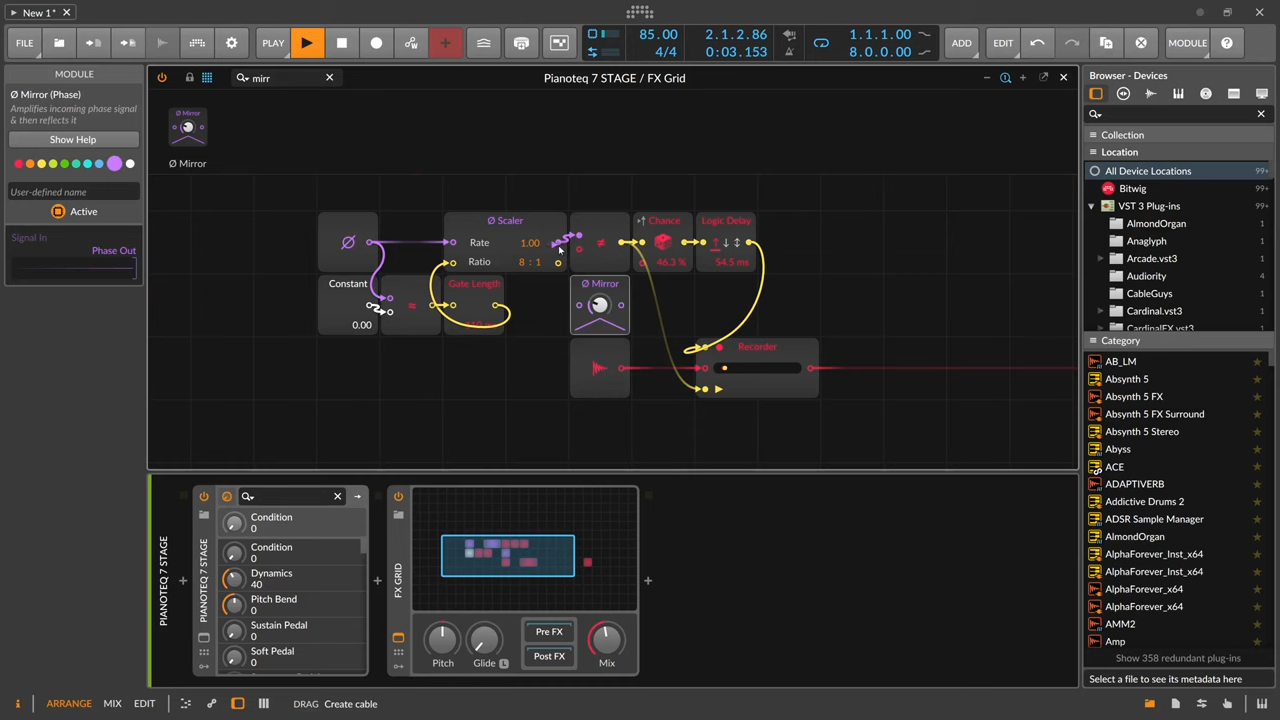 New 1*
FILE
PLAY
85.00
4/4
2.1.2.86
0:03.153
1.1.1.00
8.0.0.00
ADD
EDIT
MODULE
MODULE
Ø Mirror (Phase)
Amplifies incoming phase signal
& then reflects it
Show Help
User-defined name
Active
Signal In
Phase Out
mirr
Pianoteq 7 STAGE / FX Grid
Ø Mirror
Ø Mirror
Ø Scaler
Rate
1.00
Ratio
8 : 1
Chance
46.3 %
Logic Delay
54.5 ms
Constant
0.00
Gate Length
Ø Mirror
Recorder
Browser - Devices
Collection
Location
All Device Locations
99+
Bitwig
VST 3 Plug-ins
99+
AlmondOrgan
1
Anaglyph
1
Arcade.vst3
2
Audiority
4
CableGuys
1
Cardinal.vst3
CardinalFX.vst3
Category
AB_LM
Absynth 5
Absynth 5 FX
Absynth 5 FX Surround
Absynth 5 Stereo
Abyss
ACE
ADAPTIVERB
Addictive Drums 2
ADSR Sample Manager
AlmondOrgan
AlphaForever_Inst_x64
AlphaForever_Inst_x64
AlphaForever_x64
AlphaForever_x64
AMM2
Amp
Show 358 redundant plug-ins
Select a file to see its metadata here
PIANOTEQ 7 STAGE
PIANOTEQ 7 STAGE
Condition
0
Condition
0
Dynamics
40
Pitch Bend
0
Sustain Pedal
0
Soft Pedal
0
FX GRID
Pitch
Glide
L
Pre FX
Post FX
Mix
ARRANGE
MIX
EDIT
DRAG
Create cable